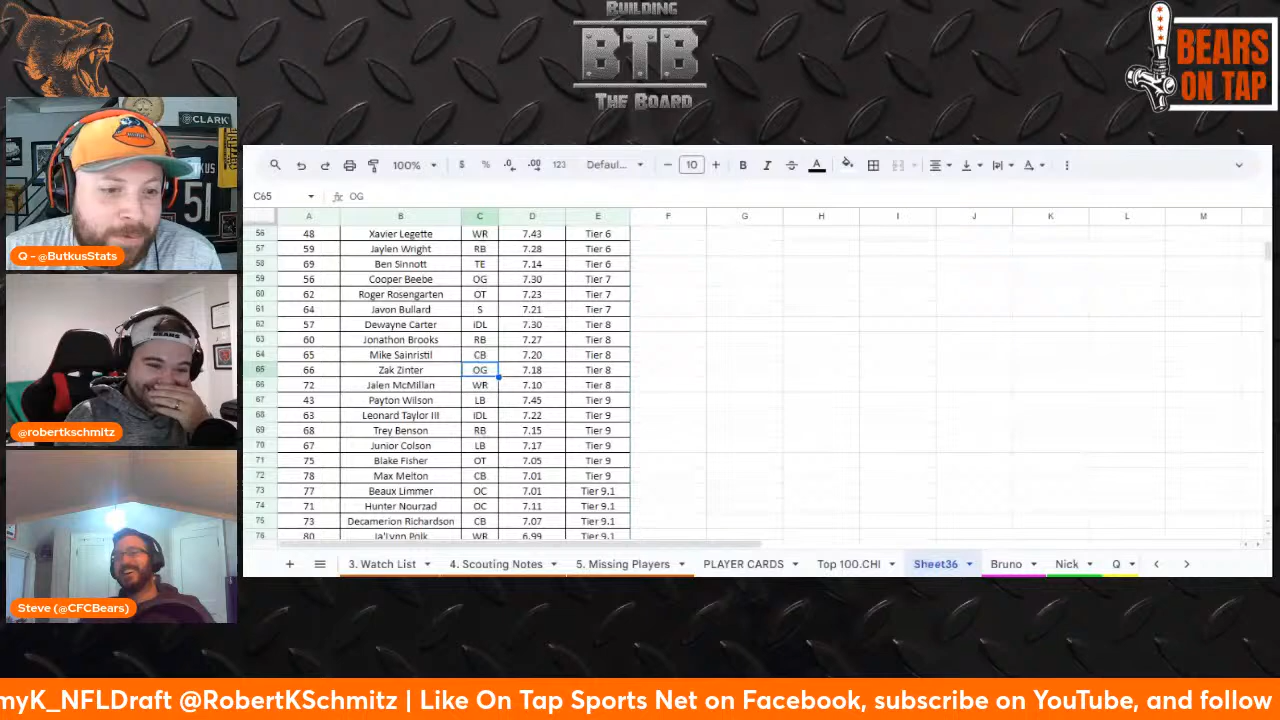 BUILDING
BTB
THE BOARD
BEARS
ON TAP
CLARK
51
Q - @ButkusStats
@robertkschmitz
Steve (@CFCBears)
100% $ % .0 .00 123 Defaul... 10 B I S A
C65 fx OG
A B C D E F G H I J K L M
56 48 Xavier Legette WR 7.43 Tier 6
57 59 Jaylen Wright RB 7.28 Tier 6
58 69 Ben Sinnott TE 7.14 Tier 6
59 56 Cooper Beebe OG 7.30 Tier 7
60 62 Roger Rosengarten OT 7.23 Tier 7
61 64 Javon Bullard S 7.21 Tier 7
62 57 Dewayne Carter iDL 7.30 Tier 8
63 60 Jonathon Brooks RB 7.27 Tier 8
64 65 Mike Sainristil CB 7.20 Tier 8
65 66 Zak Zinter OG 7.18 Tier 8
66 72 Jalen McMillan WR 7.10 Tier 8
67 43 Payton Wilson LB 7.45 Tier 9
68 63 Leonard Taylor III iDL 7.22 Tier 9
69 68 Trey Benson RB 7.15 Tier 9
70 67 Junior Colson LB 7.17 Tier 9
71 75 Blake Fisher OT 7.05 Tier 9
72 78 Max Melton CB 7.01 Tier 9
73 77 Beaux Limmer OC 7.01 Tier 9.1
74 71 Hunter Nourzad OC 7.11 Tier 9.1
75 73 Decamerion Richardson CB 7.07 Tier 9.1
76 80 Ja'Lynn Polk WR 6.99 Tier 9.1
3. Watch List 4. Scouting Notes 5. Missing Players PLAYER CARDS Top 100.CHI Sheet36 Bruno Nick Q
myK_NFLDraft @RobertKSchmitz | Like On Tap Sports Net on Facebook, subscribe on YouTube, and follow